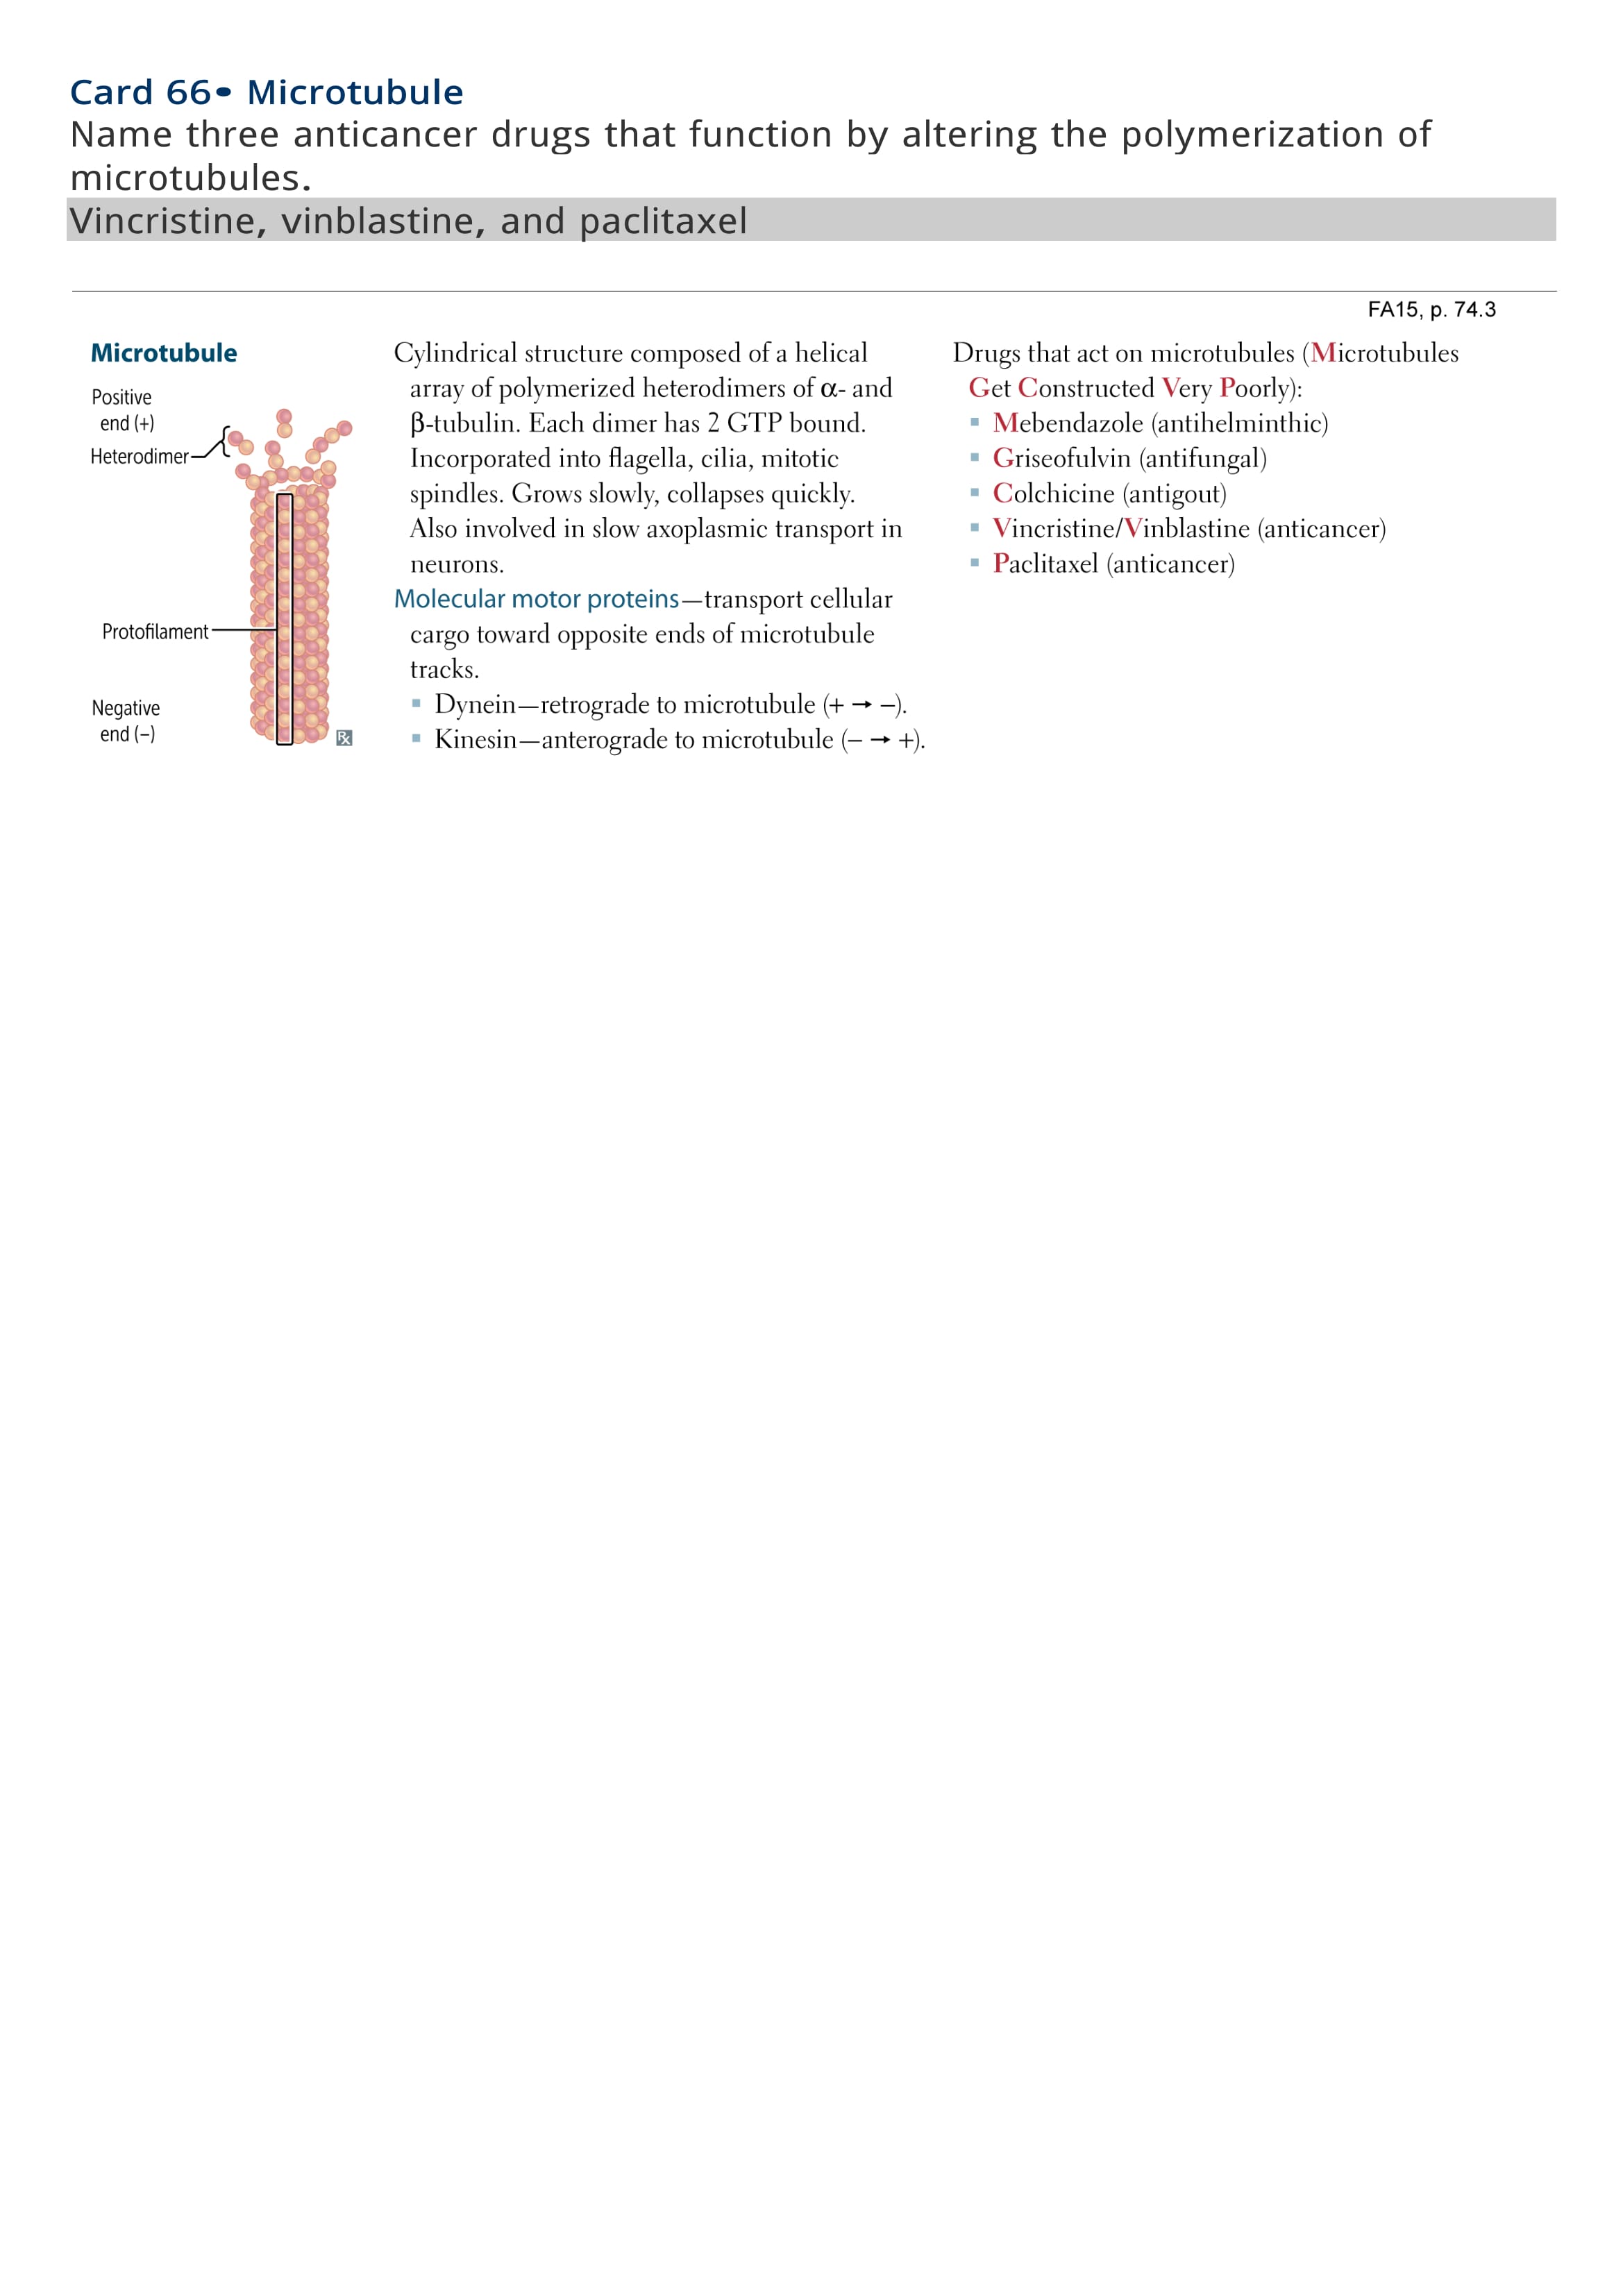 Card 66• Microtubule
Name three anticancer drugs that function by altering the polymerization of
microtubules.
Vincristine, vinblastine, and paclitaxel
FA15, p. 74.3
Microtubule
Positive
end (+)
Heterodimer
Protofilament
Negative
end (−)
Rx
Cylindrical structure composed of a helical
array of polymerized heterodimers of α- and
β-tubulin. Each dimer has 2 GTP bound.
Incorporated into flagella, cilia, mitotic
spindles. Grows slowly, collapses quickly.
Also involved in slow axoplasmic transport in
neurons.
Molecular motor proteins—transport cellular
cargo toward opposite ends of microtubule
tracks.
▪ Dynein—retrograde to microtubule (+ → −).
▪ Kinesin—anterograde to microtubule (− → +).
Drugs that act on microtubules (Microtubules
Get Constructed Very Poorly):
▪ Mebendazole (antihelminthic)
▪ Griseofulvin (antifungal)
▪ Colchicine (antigout)
▪ Vincristine/Vinblastine (anticancer)
▪ Paclitaxel (anticancer)